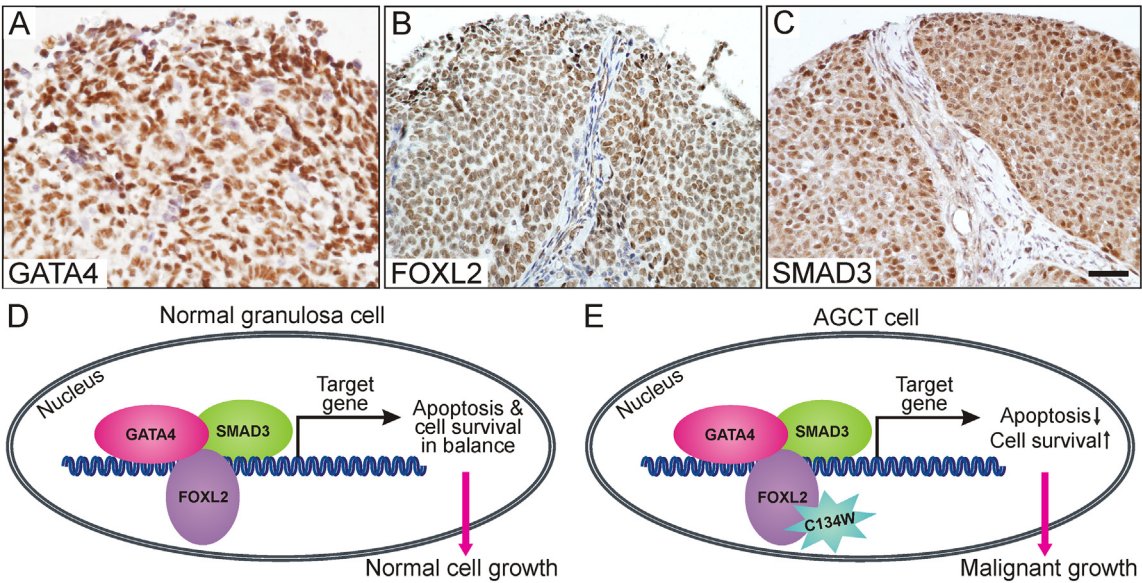 A
GATA4
B
FOXL2
C
SMAD3
D
Normal granulosa cell
Nucleus
GATA4
SMAD3
FOXL2
Target
gene
Apoptosis &
cell survival
in balance
Normal cell growth
E
AGCT cell
Nucleus
GATA4
SMAD3
FOXL2
C134W
Target
gene
Apoptosis↓
Cell survival↑
Malignant growth